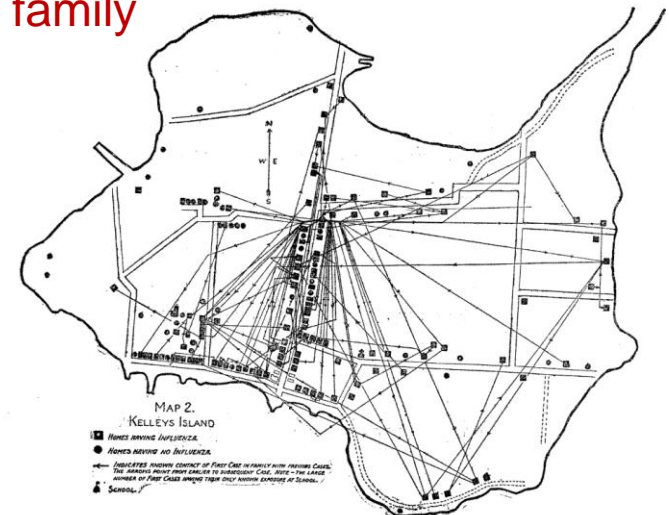 family
N
W E
S
MAP 2.
KELLEYS ISLAND
HOMES HAVING INFLUENZA.
HOMES HAVING NO INFLUENZA.
INDICATES KNOWN CONTACT OF FIRST CASE IN FAMILY WITH PREVIOUS CASES.
THE ARROWS POINT FROM EARLIER TO SUBSEQUENT CASE. NOTE - THE LARGE
NUMBER OF FIRST CASES HAVING THEIR ONLY KNOWN EXPOSURE AT SCHOOL.
SCHOOL.